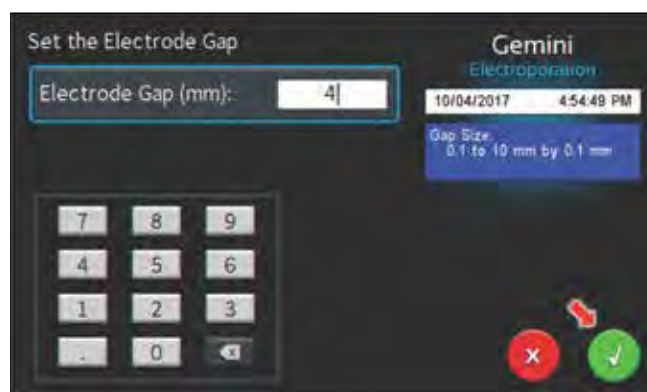 Set the Electrode Gap
Electrode Gap (mm): 4
Gemini
Electroporation
10/04/2017 4:54:49 PM
Gap Size:
0.1 to 10 mm by 0.1 mm
7 8 9
4 5 6
1 2 3
. 0